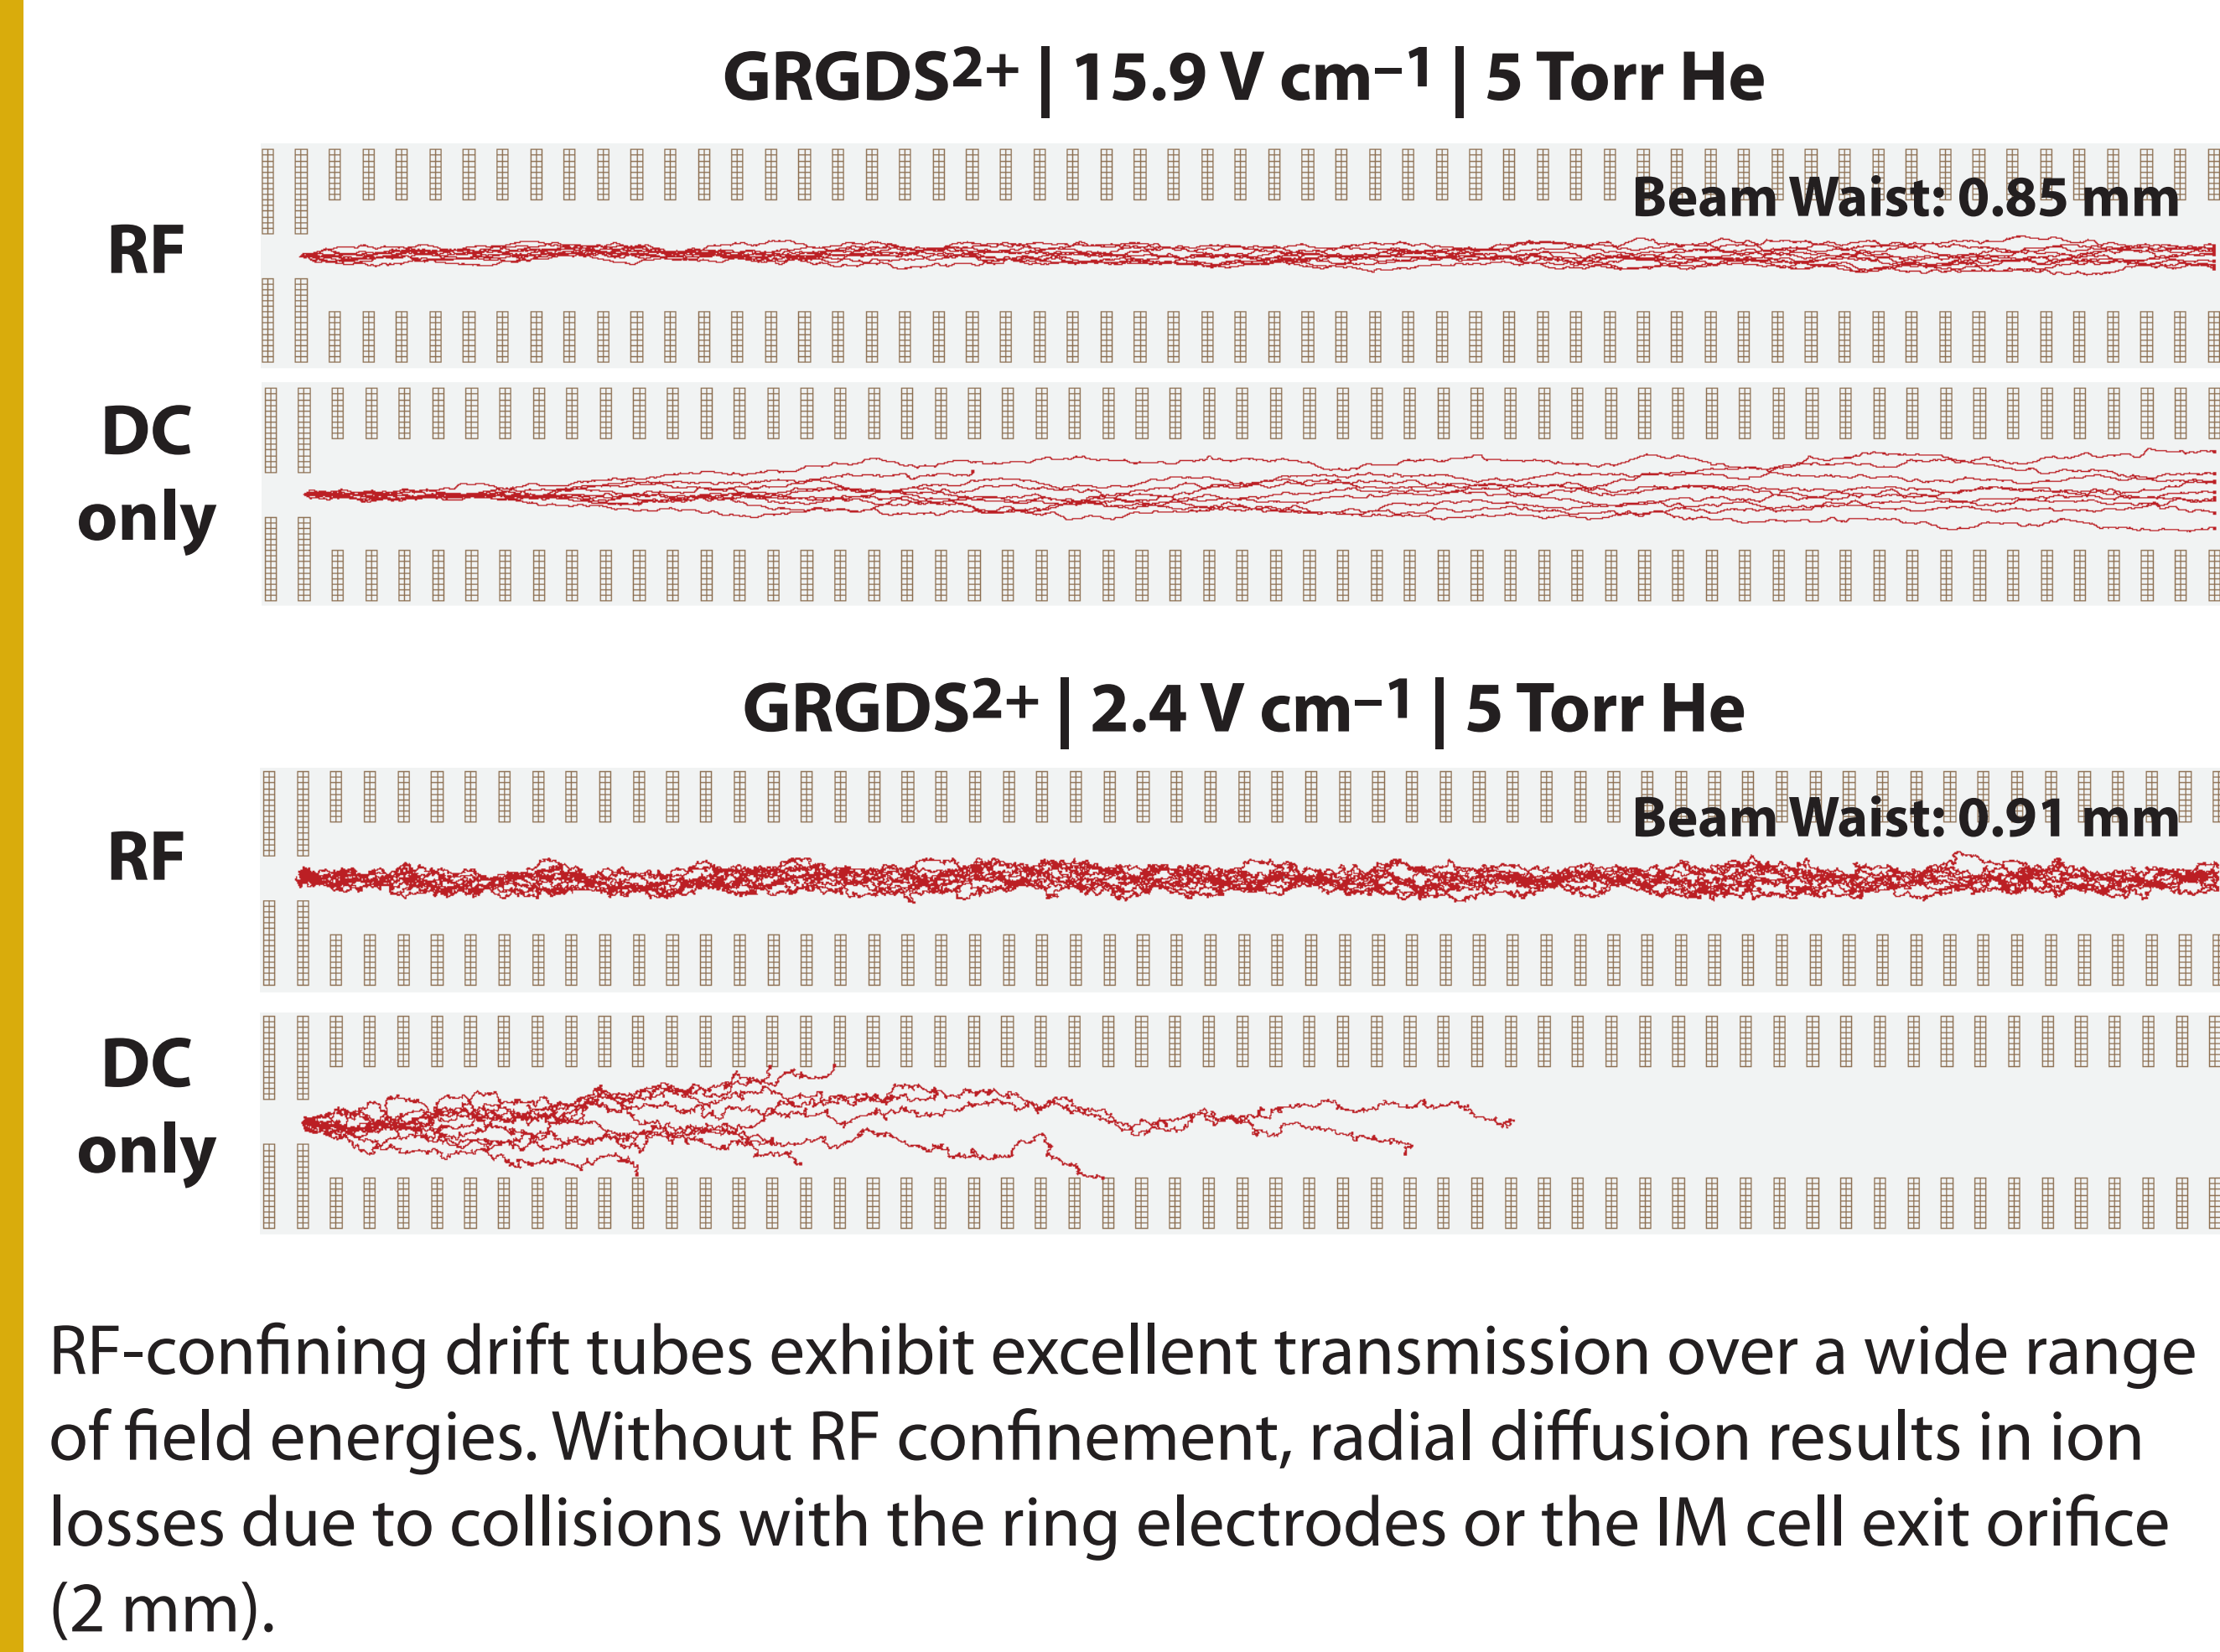 GRGDS²⁺ | 15.9 V cm⁻¹ | 5 Torr He
Beam Waist: 0.85 mm
RF
DC
only
GRGDS²⁺ | 2.4 V cm⁻¹ | 5 Torr He
Beam Waist: 0.91 mm
RF
DC
only
RF-confining drift tubes exhibit excellent transmission over a wide range
of field energies. Without RF confinement, radial diffusion results in ion
losses due to collisions with the ring electrodes or the IM cell exit orifice
(2 mm).